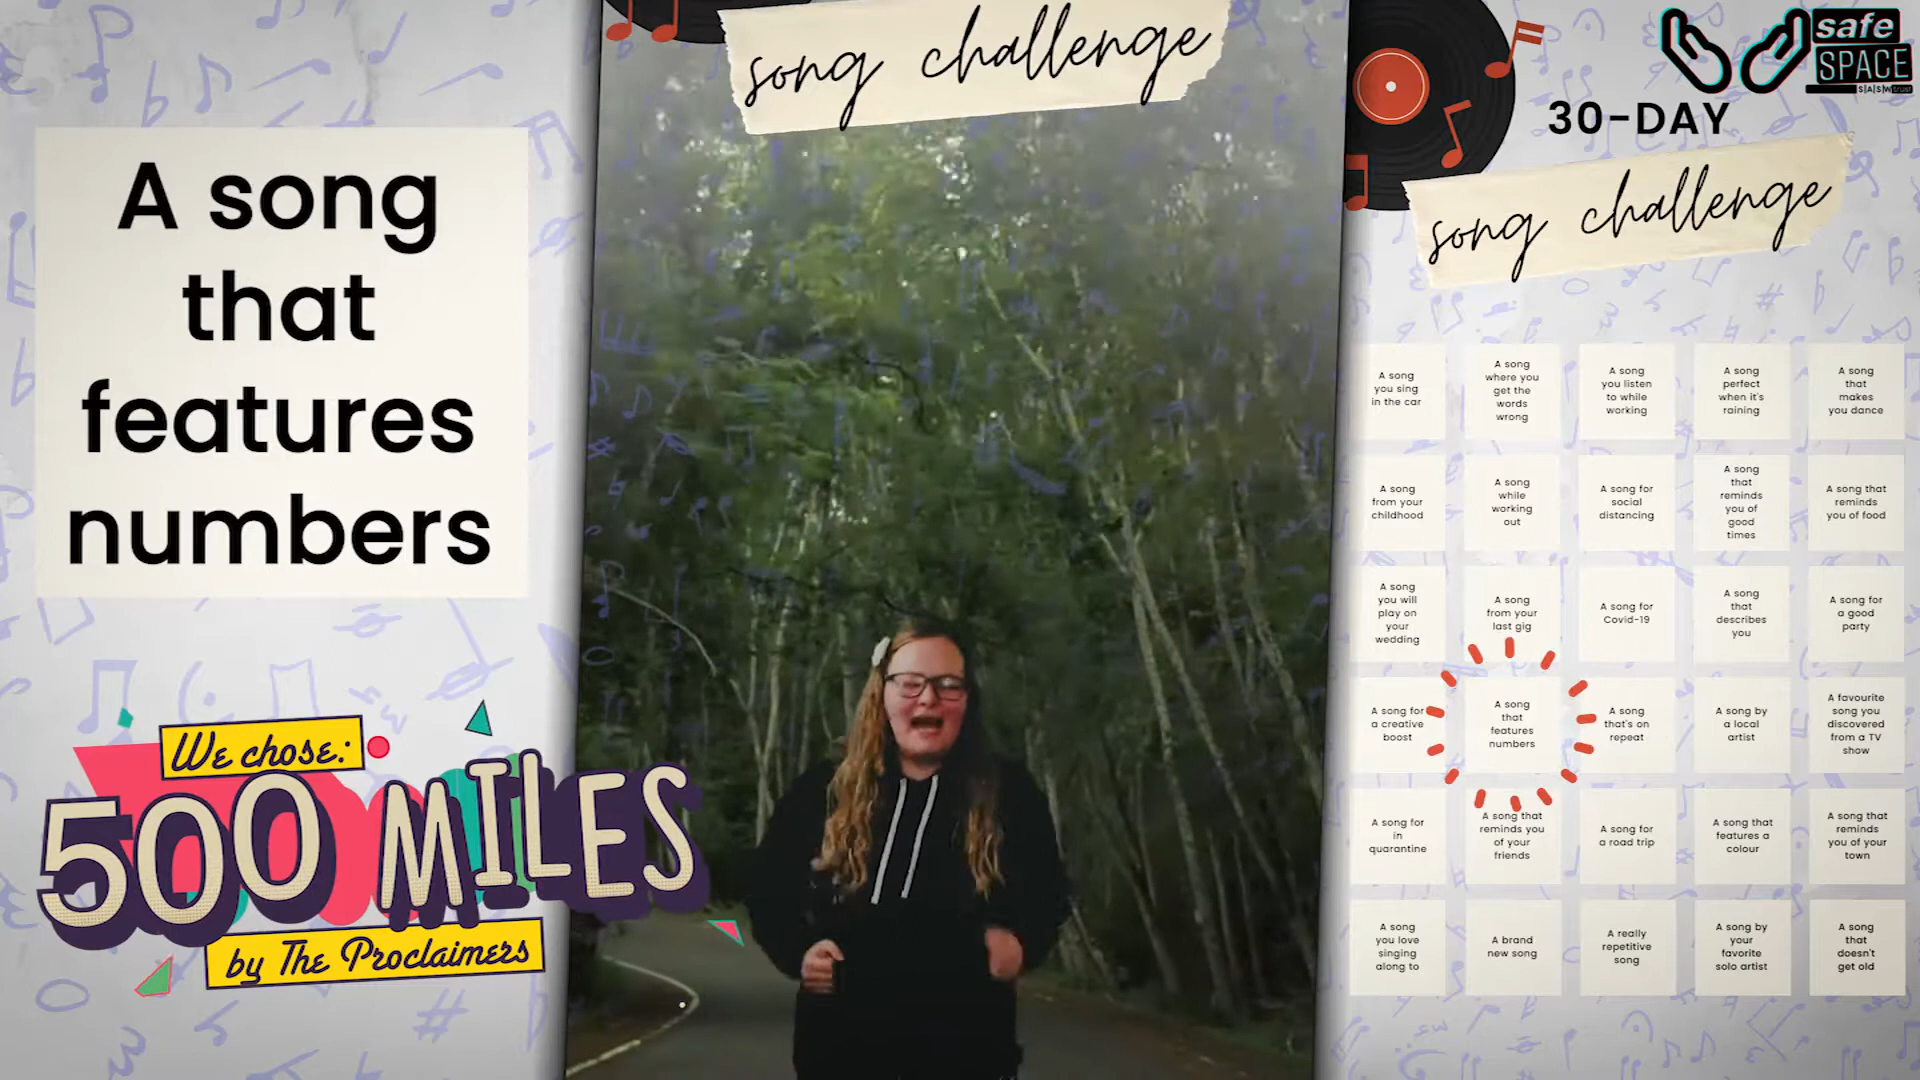 A song
that
features
numbers
We chose:
500 MILES
by The Proclaimers
song challenge
safe
SPACE
S|A|S|W trust
30-DAY
song challenge
A song
you sing
in the car
A song
where you
get the
words
wrong
A song
you listen
to while
working
A song
perfect
when it's
raining
A song
that
makes
you dance
A song
from your
childhood
A song
while
working
out
A song for
social
distancing
A song
that
reminds
you of
good
times
A song that
reminds
you of food
A song
you will
play on
your
wedding
A song
from your
last gig
A song for
Covid-19
A song
that
describes
you
A song for
a good
party
A song for
a creative
boost
A song
that
features
numbers
A song
that's on
repeat
A song by
a local
artist
A favourite
song you
discovered
from a TV
show
A song for
in
quarantine
A song that
reminds you
of your
friends
A song for
a road trip
A song that
features a
colour
A song that
reminds
you of your
town
A song
you love
singing
along to
A brand
new song
A really
repetitive
song
A song by
your
favorite
solo artist
A song
that
doesn't
get old